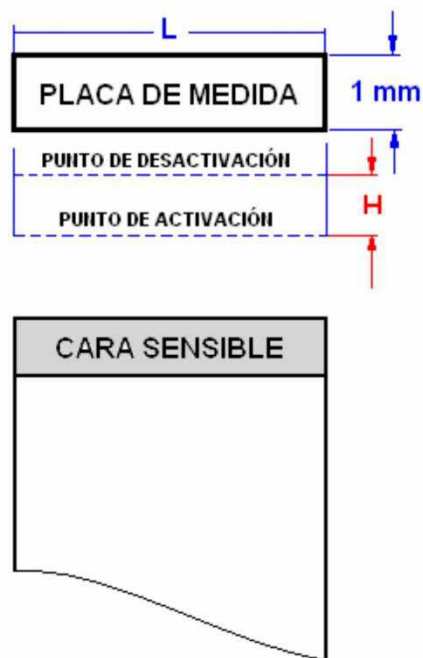 L
PLACA DE MEDIDA
1 mm
PUNTO DE DESACTIVACIÓN
H
PUNTO DE ACTIVACIÓN
CARA SENSIBLE